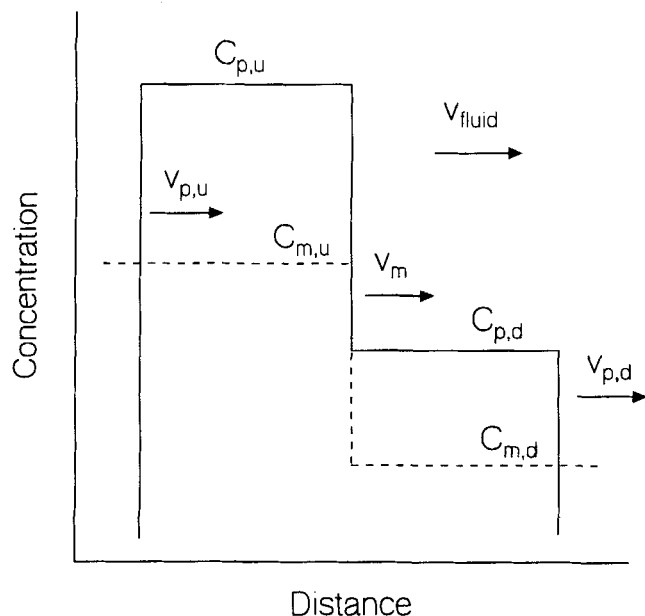 C_p,u
V_fluid
V_p,u
C_m,u
V_m
C_p,d
V_p,d
C_m,d
Concentration
Distance